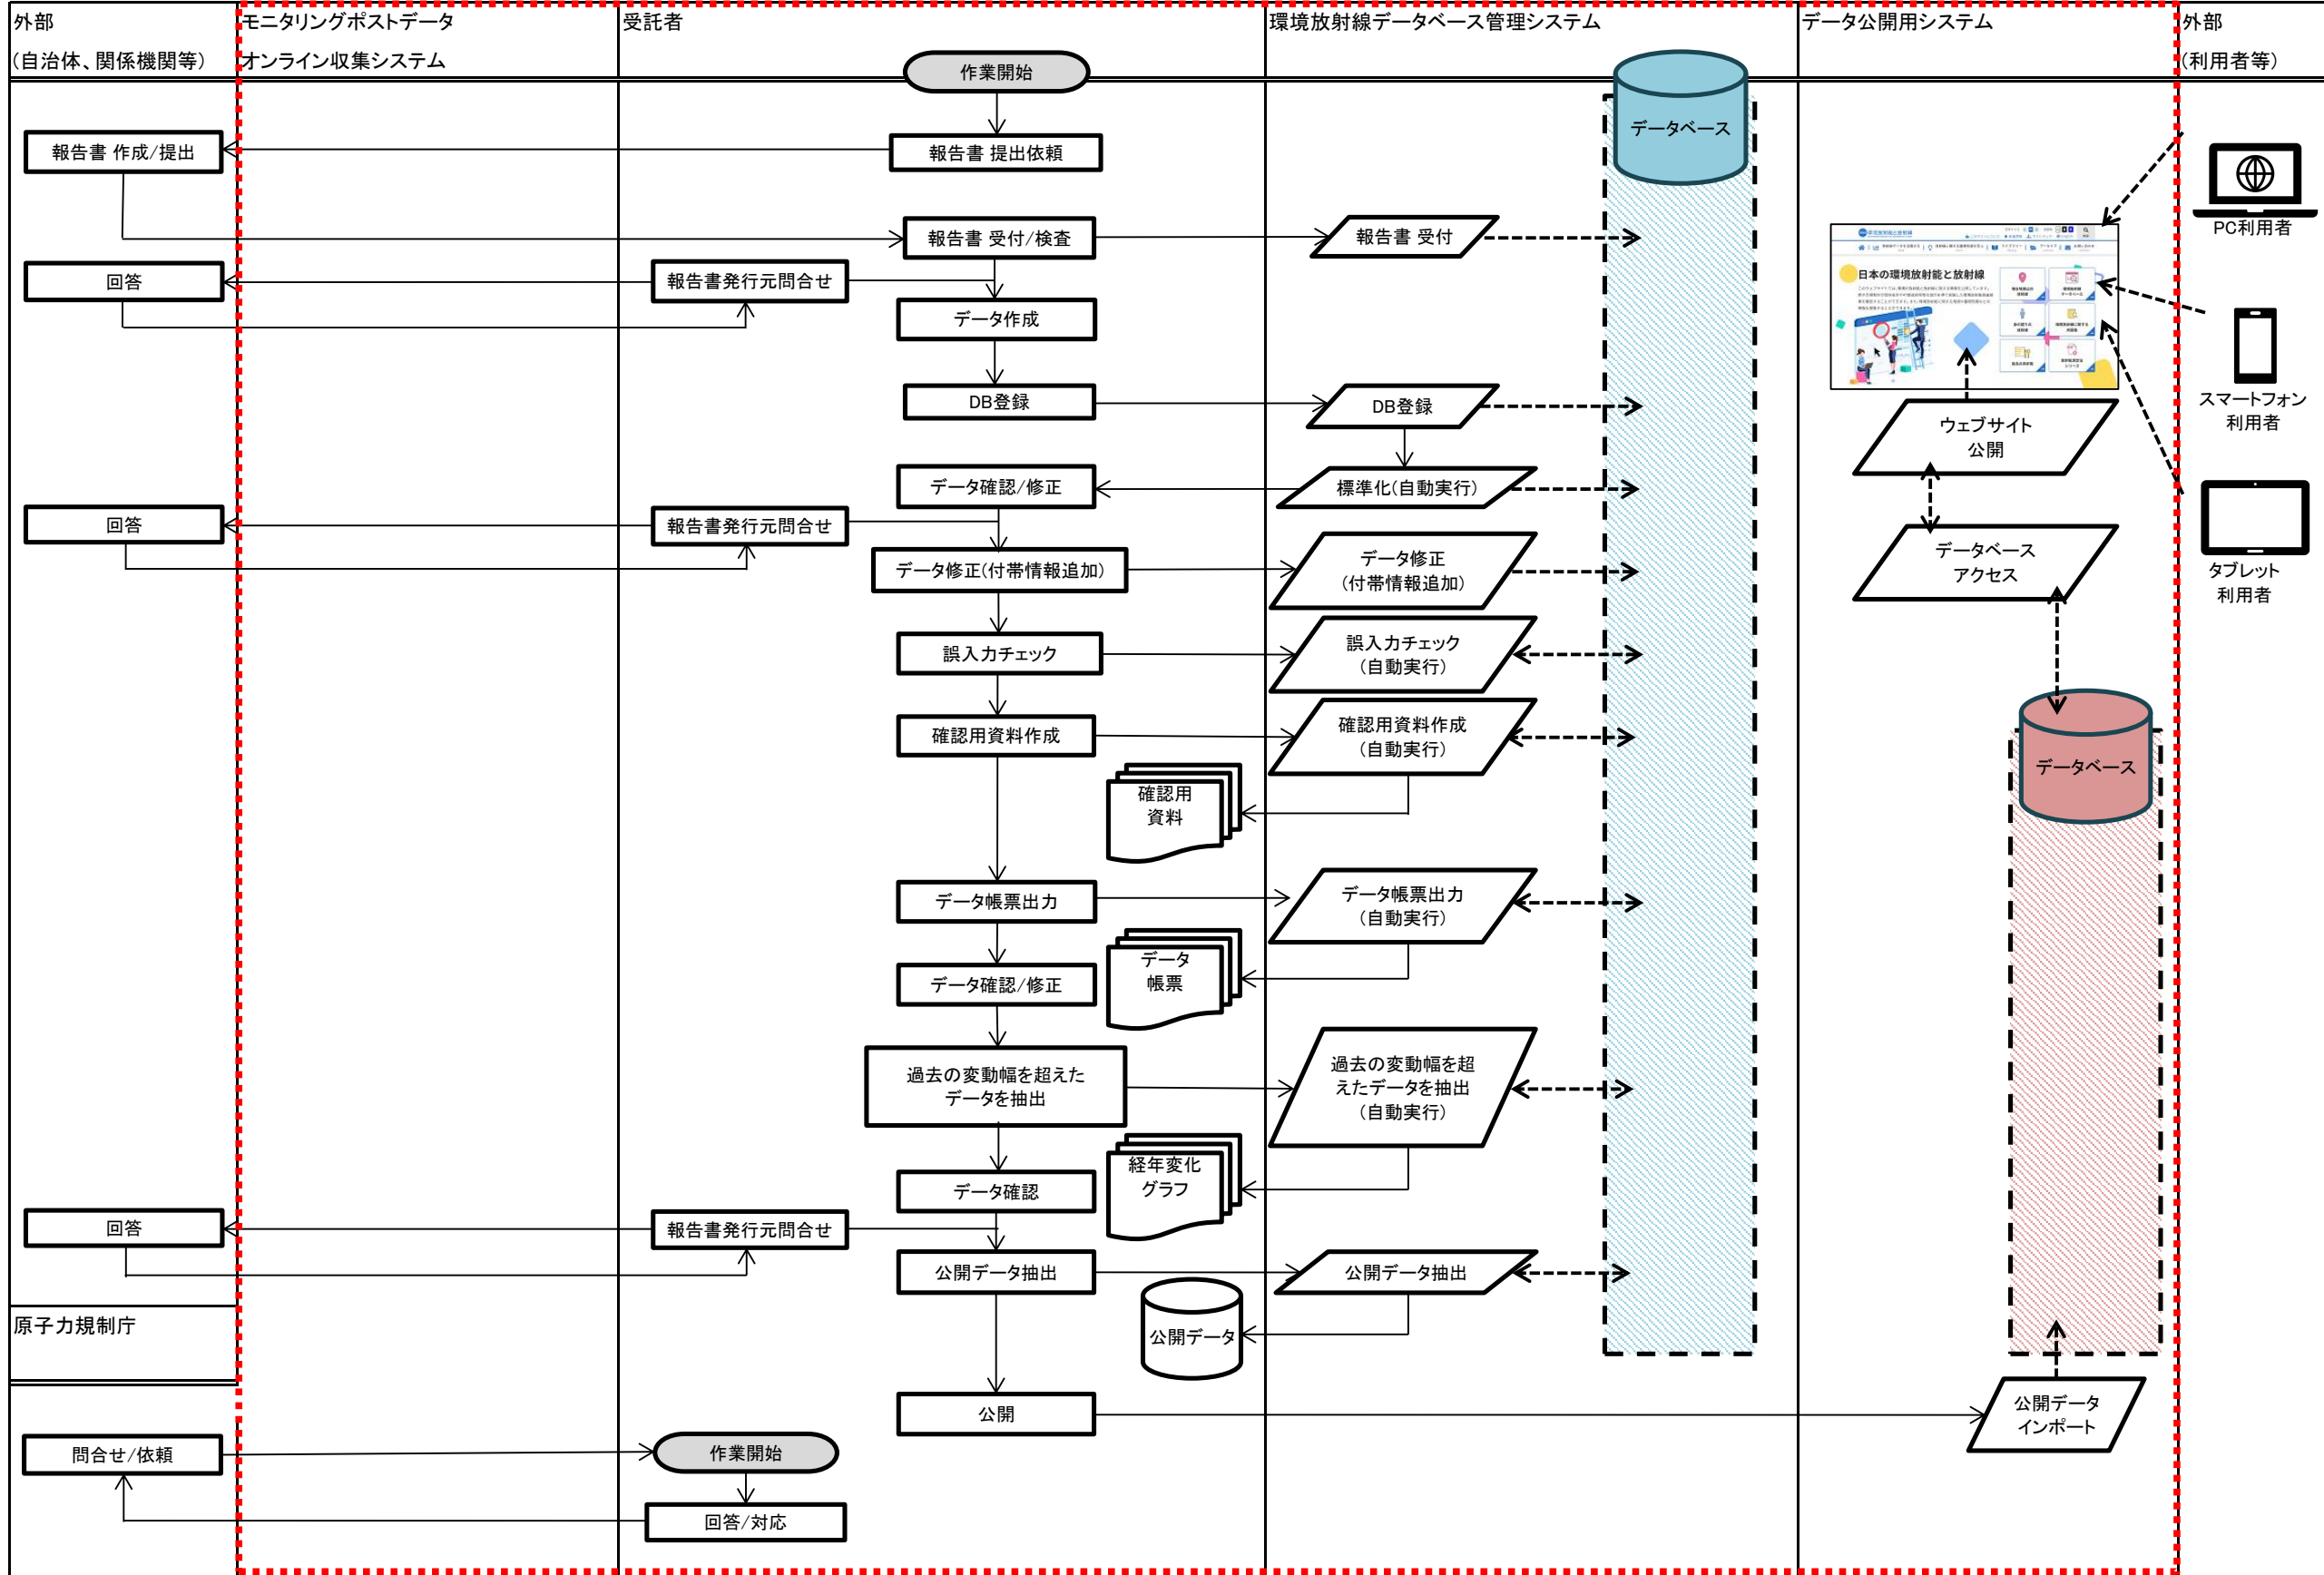 外部
(自治体、関係機関等)
モニタリングポストデータ
オンライン収集システム
受託者
環境放射線データベース管理システム
データ公開用システム
外部
(利用者等)
作業開始
データベース
報告書 作成/提出
報告書 提出依頼
PC利用者
報告書 受付/検査
報告書 受付
回答
報告書発行元問合せ
日本の環境放射能と放射線
データ作成
DB登録
DB登録
スマートフォン
利用者
ウェブサイト
公開
データ確認/修正
標準化(自動実行)
回答
報告書発行元問合せ
データ修正(付帯情報追加)
データ修正
(付帯情報追加)
データベース
アクセス
タブレット
利用者
誤入力チェック
誤入力チェック
(自動実行)
確認用資料作成
確認用資料作成
(自動実行)
データベース
確認用
資料
データ帳票出力
データ帳票出力
(自動実行)
データ確認/修正
データ
帳票
過去の変動幅を超えた
データを抽出
過去の変動幅を超
えたデータを抽出
(自動実行)
データ確認
経年変化
グラフ
回答
報告書発行元問合せ
公開データ抽出
公開データ抽出
原子力規制庁
公開データ
公開
公開データ
インポート
問合せ/依頼
作業開始
回答/対応